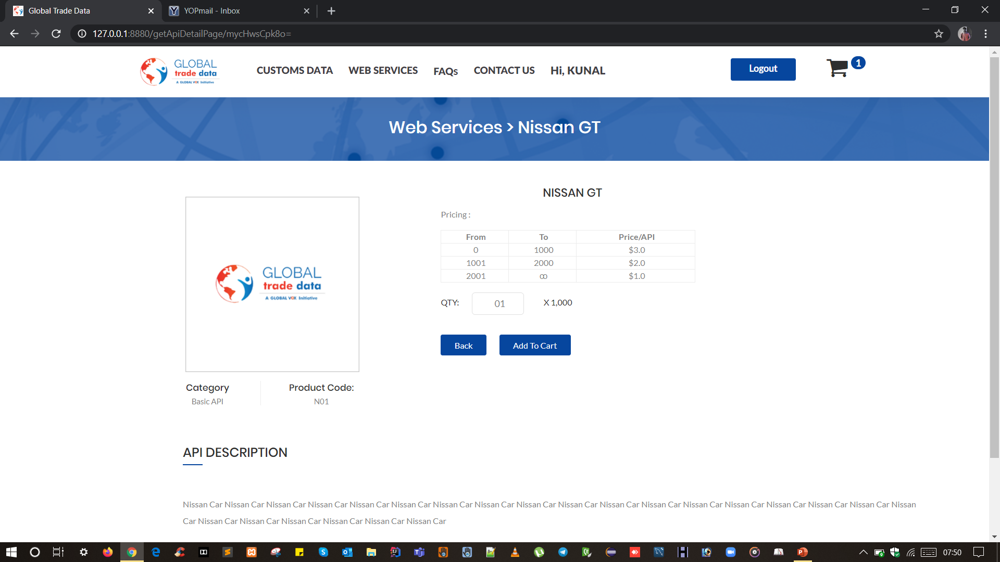 Global Trade Data
YOPmail - Inbox
127.0.0.1:8880/getApiDetailPage/mycHwsCpk8o=
GLOBAL
trade data
A GLOBAL VOX Initiative
CUSTOMS DATA
WEB SERVICES
FAQs
CONTACT US
Hi, KUNAL
Logout
1
Web Services > Nissan GT
NISSAN GT
Pricing :
From To Price/API
0 1000 $3.0
1001 2000 $2.0
2001 ∞ $1.0
QTY: 01 X 1,000
Back
Add To Cart
GLOBAL
trade data
A GLOBAL VOX Initiative
Category
Basic API
Product Code:
N01
API DESCRIPTION
Nissan Car Nissan Car Nissan Car Nissan Car Nissan Car Nissan Car Nissan Car Nissan Car Nissan Car Nissan Car Nissan Car Nissan Car Nissan Car Nissan Car Nissan Car Nissan Car Nissan Car Nissan
Car Nissan Car Nissan Car Nissan Car Nissan Car Nissan Car Nissan Car
07:50